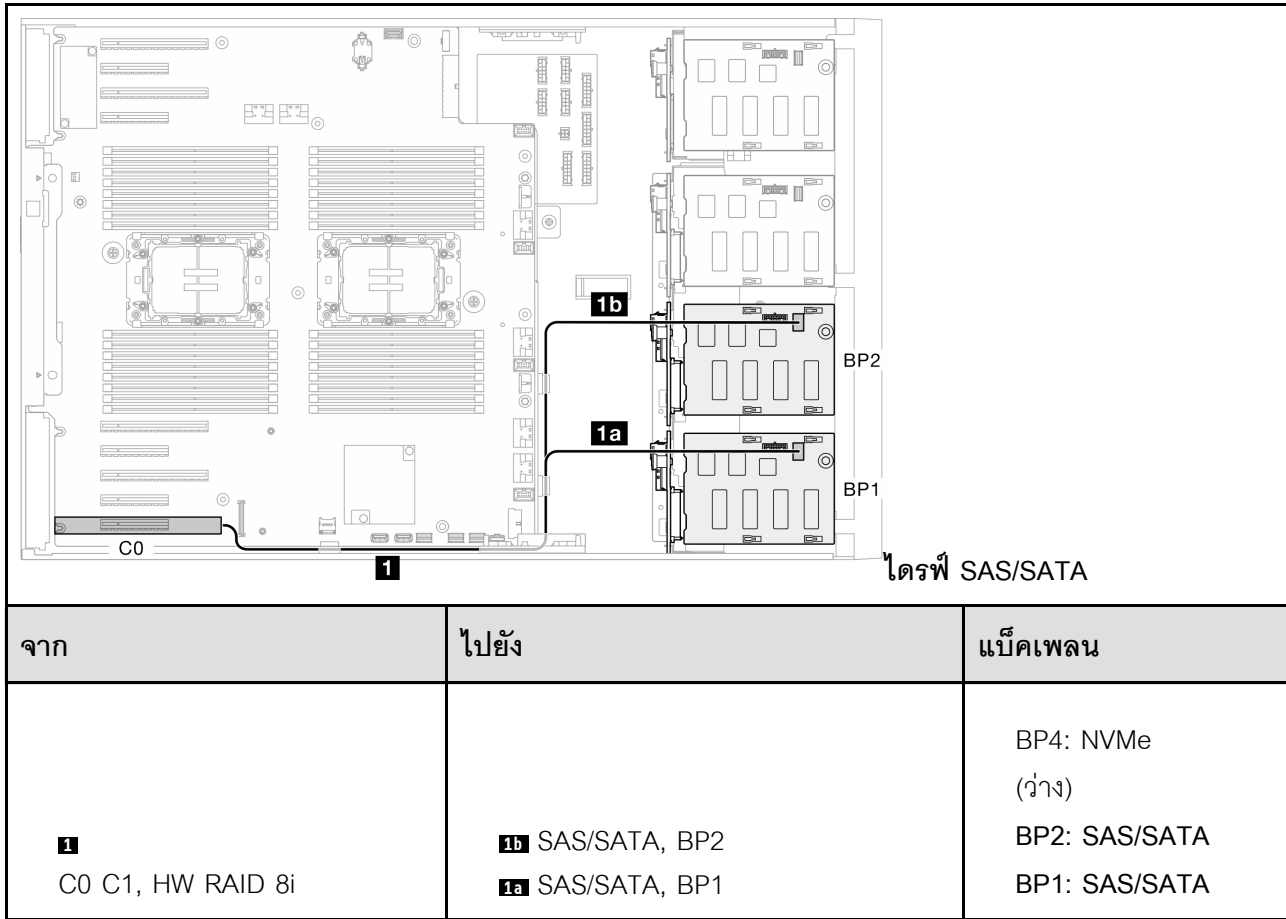 1b
BP2
1a
BP1
C0
1
ไดรฟ์ SAS/SATA
จาก
ไปยัง
แบ็คเพลน
1
C0 C1, HW RAID 8i
1b SAS/SATA, BP2
1a SAS/SATA, BP1
BP4: NVMe
(ว่าง)
BP2: SAS/SATA
BP1: SAS/SATA